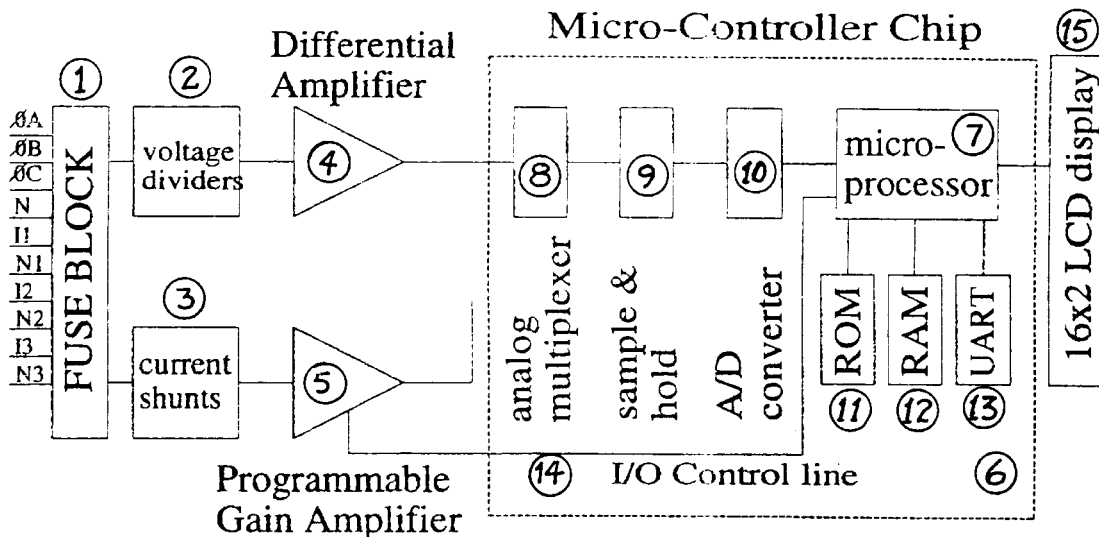 Micro-Controller Chip
Differential
Amplifier
1
2
15
ØA
ØB
ØC
N
I1
N1
I2
N2
I3
N3
FUSE BLOCK
voltage
dividers
4
8
9
10
micro-
processor
7
16x2 LCD display
3
current
shunts
5
analog
multiplexer
sample &
hold
A/D
converter
ROM
RAM
UART
11
12
13
Programmable
Gain Amplifier
14
I/O Control line
6